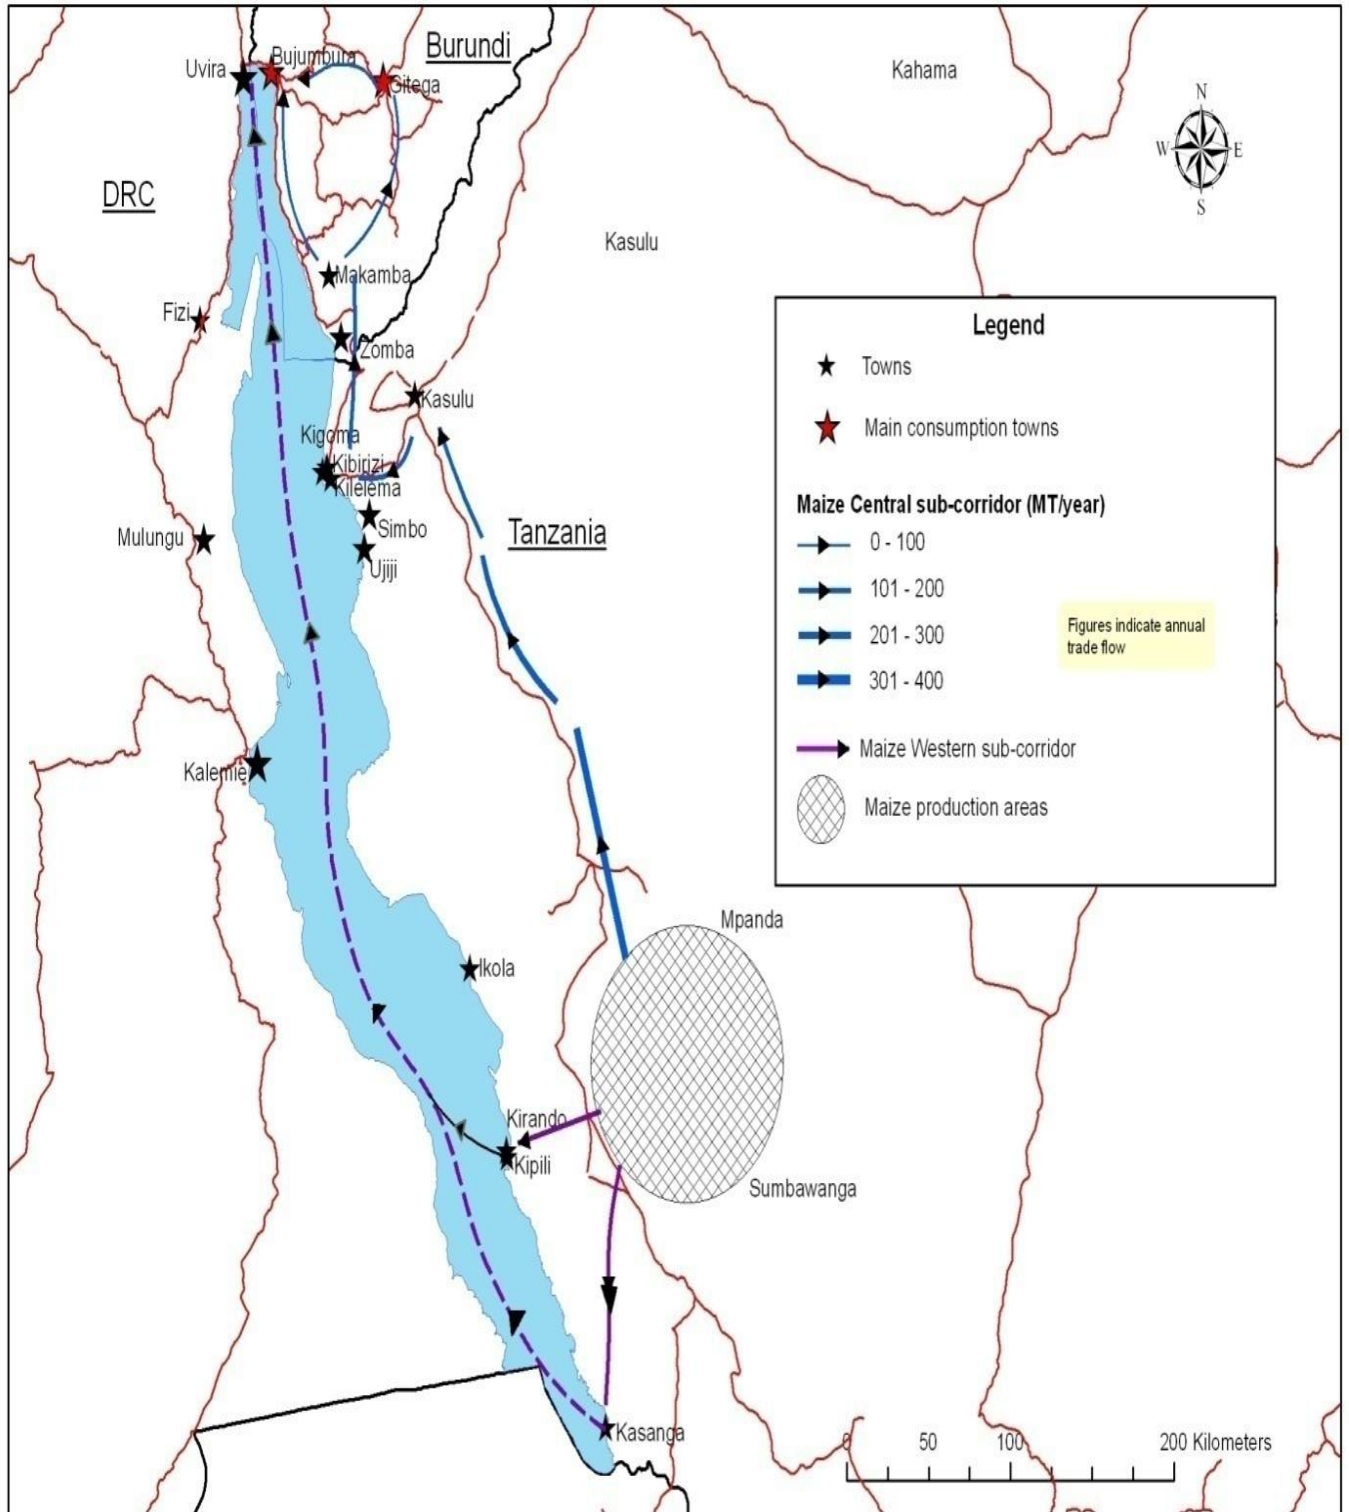 Burundi
Bujumbura
Uvira
Gitega
Kahama
N
W
E
S
DRC
Kasulu
Makamba
Fizi
Zomba
Kasulu
Kigoma
Kibirizi
Kilelema
Simbo
Ujiji
Mulungu
Tanzania
Kalemie
Legend
Towns
Main consumption towns
Maize Central sub-corridor (MT/year)
0 - 100
101 - 200
201 - 300
301 - 400
Figures indicate annual
trade flow
Maize Western sub-corridor
Maize production areas
Mpanda
Ikola
Kirando
Kipili
Sumbawanga
Kasanga
0 50 100 200 Kilometers